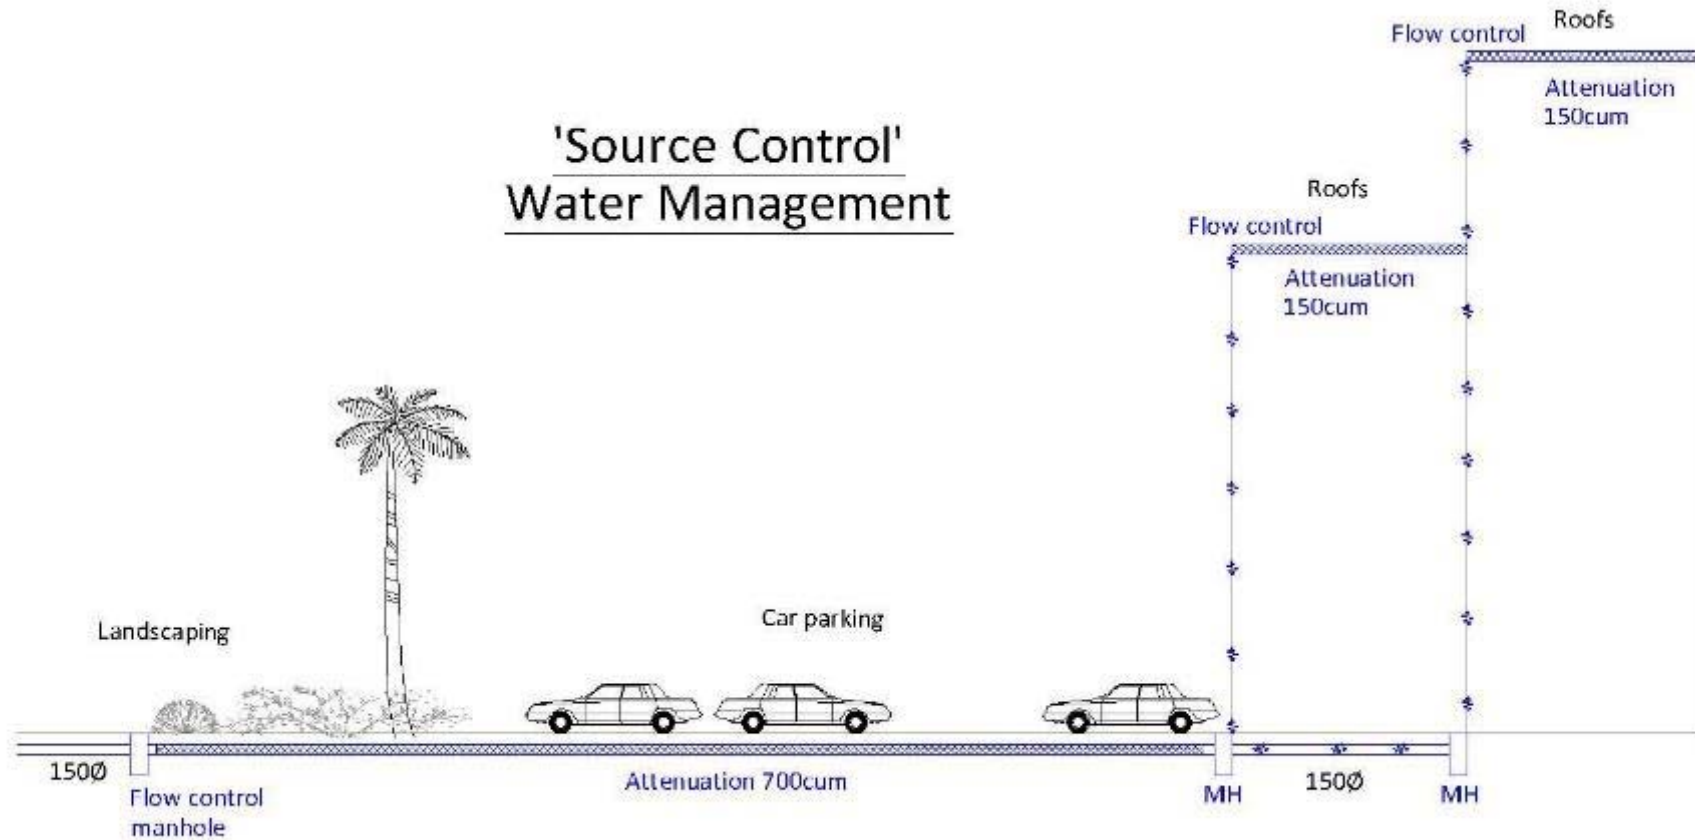 Roofs
Flow control
Attenuation
150cum
'Source Control'
Water Management
Roofs
Flow control
Attenuation
150cum
Landscaping
Car parking
150Ø
Flow control
manhole
Attenuation 700cum
MH
150Ø
MH